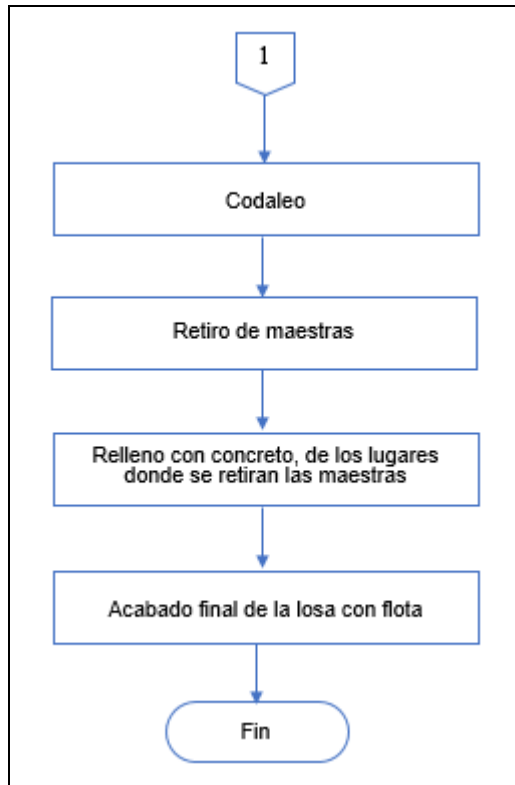 1
Codaleo
Retiro de maestras
Relleno con concreto, de los lugares
donde se retiran las maestras
Acabado final de la losa con flota
Fin